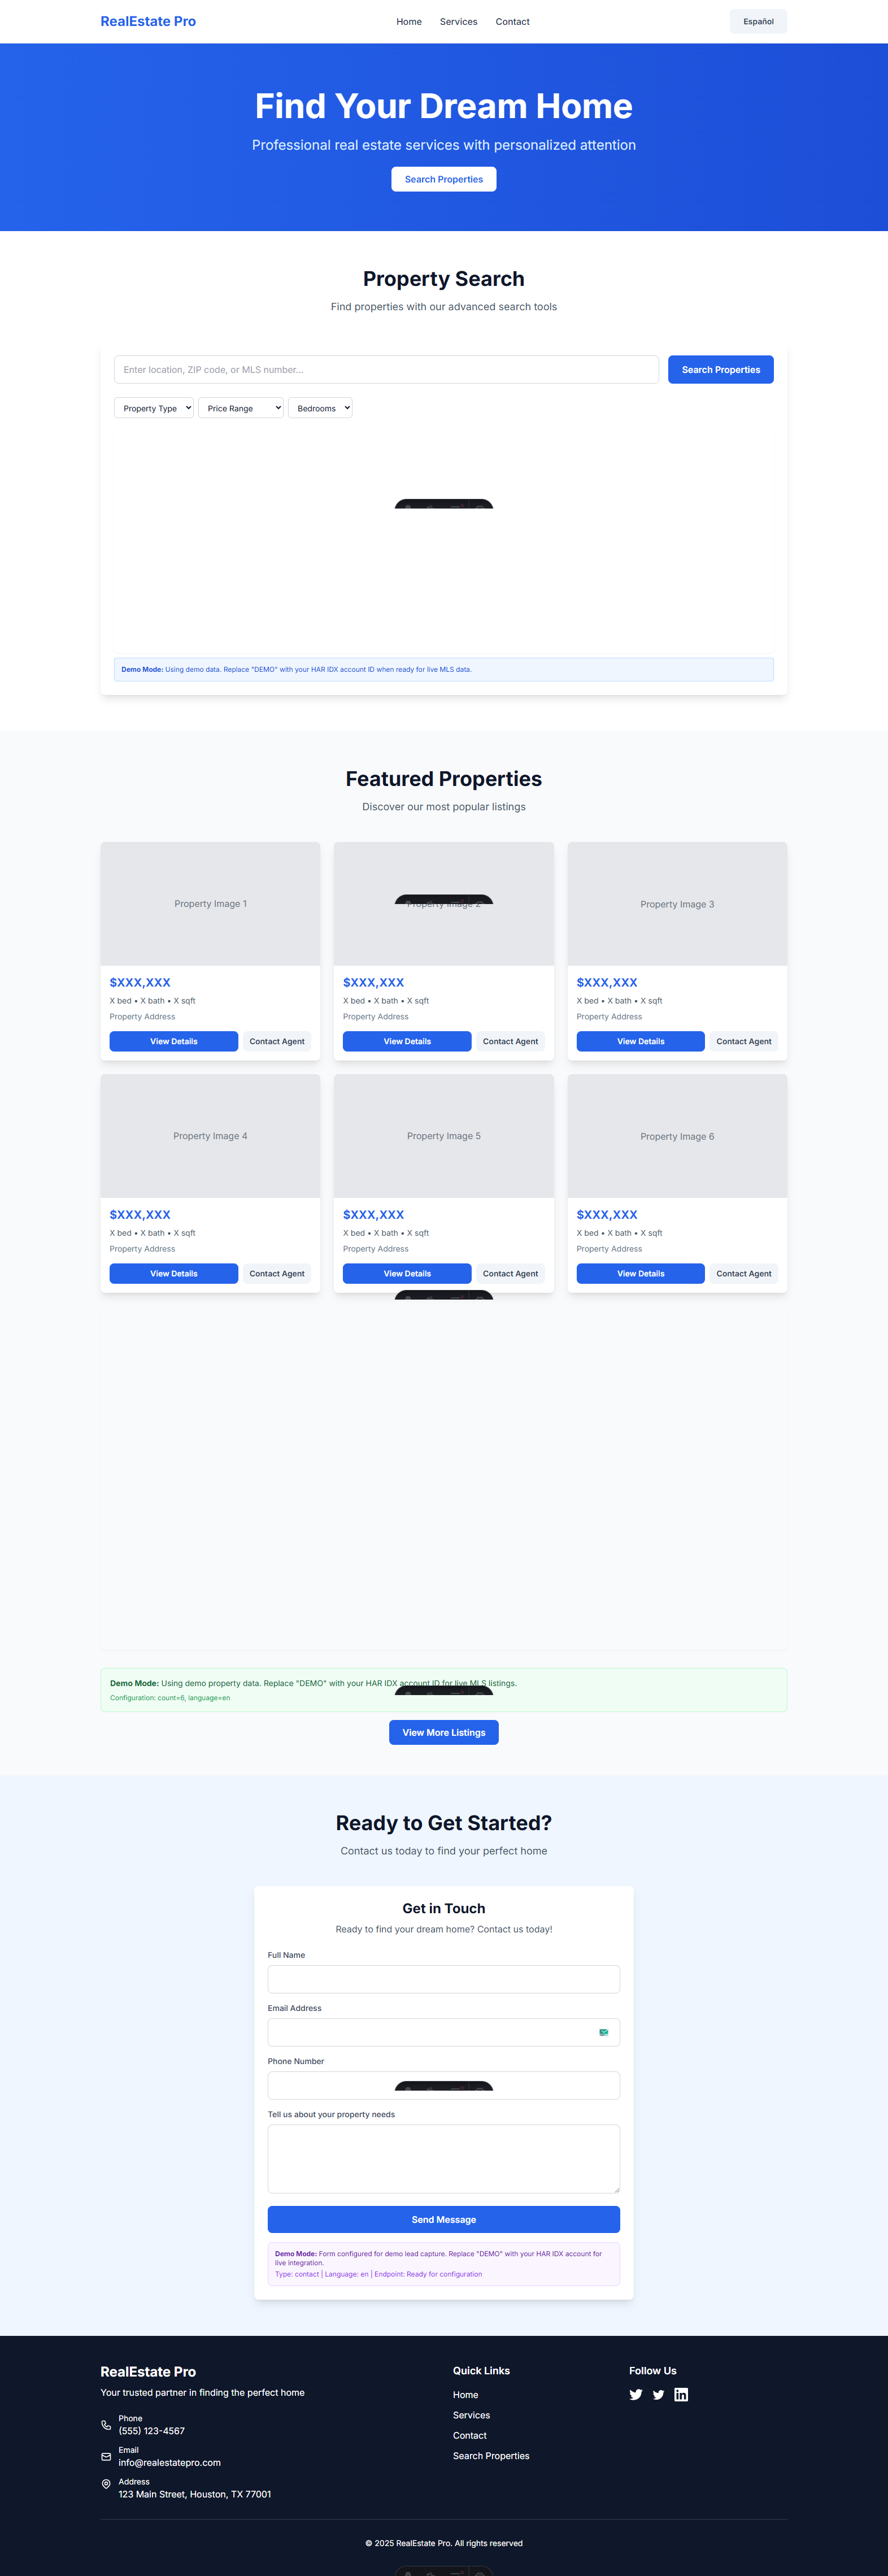 RealEstate Pro
Home
Services
Contact
Español
Find Your Dream Home
Professional real estate services with personalized attention
Search Properties
Property Search
Find properties with our advanced search tools
Enter location, ZIP code, or MLS number...
Search Properties
Property Type
Price Range
Bedrooms
Demo Mode: Using demo data. Replace "DEMO" with your HAR IDX account ID when ready for live MLS data.
Featured Properties
Discover our most popular listings
Property Image 1
Property Image 2
Property Image 3
$XXX,XXX
X bed • X bath • X sqft
Property Address
View Details
Contact Agent
$XXX,XXX
X bed • X bath • X sqft
Property Address
View Details
Contact Agent
$XXX,XXX
X bed • X bath • X sqft
Property Address
View Details
Contact Agent
Property Image 4
Property Image 5
Property Image 6
$XXX,XXX
X bed • X bath • X sqft
Property Address
View Details
Contact Agent
$XXX,XXX
X bed • X bath • X sqft
Property Address
View Details
Contact Agent
$XXX,XXX
X bed • X bath • X sqft
Property Address
View Details
Contact Agent
Demo Mode: Using demo property data. Replace "DEMO" with your HAR IDX account ID for live MLS listings.
Configuration: count=6, language=en
View More Listings
Ready to Get Started?
Contact us today to find your perfect home
Get in Touch
Ready to find your dream home? Contact us today!
Full Name
Email Address
Phone Number
Tell us about your property needs
Send Message
Demo Mode: Form configured for demo lead capture. Replace "DEMO" with your HAR IDX account for
live integration.
Type: contact | Language: en | Endpoint: Ready for configuration
RealEstate Pro
Your trusted partner in finding the perfect home
Phone
(555) 123-4567
Email
info@realestatepro.com
Address
123 Main Street, Houston, TX 77001
Quick Links
Home
Services
Contact
Search Properties
Follow Us
© 2025 RealEstate Pro. All rights reserved